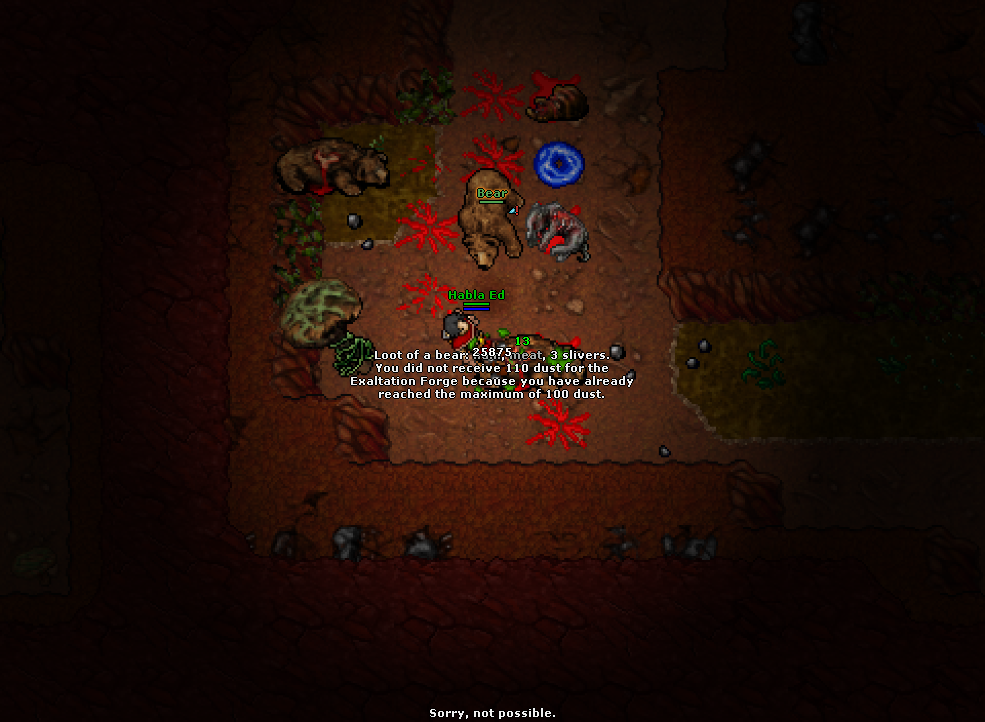 Bear
Habla Ed
13
25875
Loot of a bear: meat, 3 slivers.
You did not receive 110 dust for the
Exaltation Forge because you have already
reached the maximum of 100 dust.
Sorry, not possible.